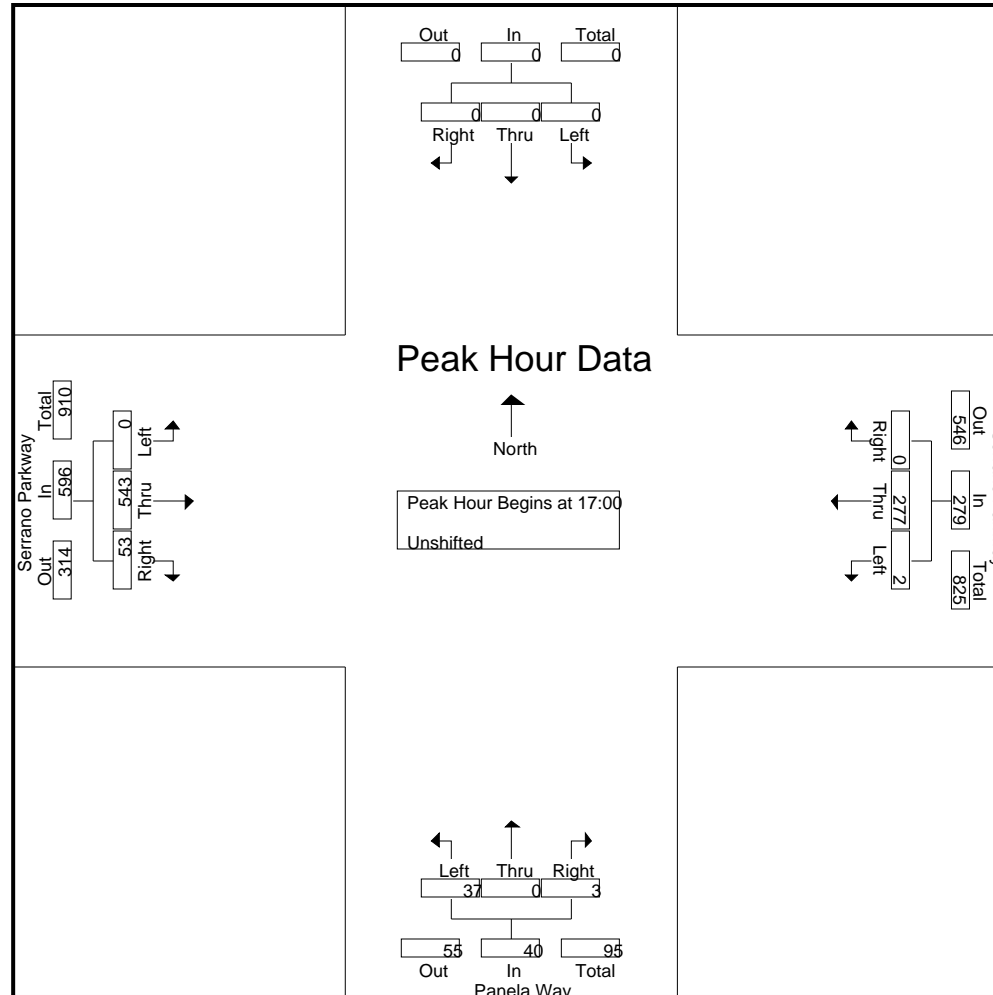 Out In Total
0 0 0
0 0 0
Right Thru Left
Peak Hour Data
North
Peak Hour Begins at 17:00
Unshifted
Serrano Parkway
Total In Out
910 596 314
0 543 53
Left Thru Right
Out In Total
546 279 825
0 277 2
Right Thru Left
Left Thru Right
37 0 3
55 40 95
Out In Total
Panela Way